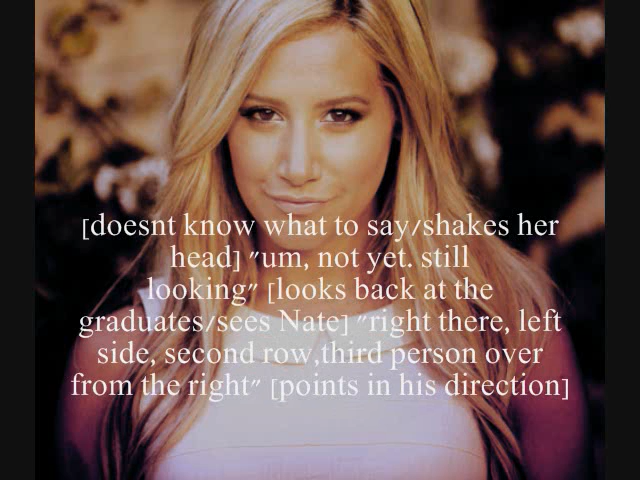 [doesnt know what to say/shakes her
head] "um, not yet. still
looking" [looks back at the
graduates/sees Nate] "right there, left
side, second row,third person over
from the right" [points in his direction]